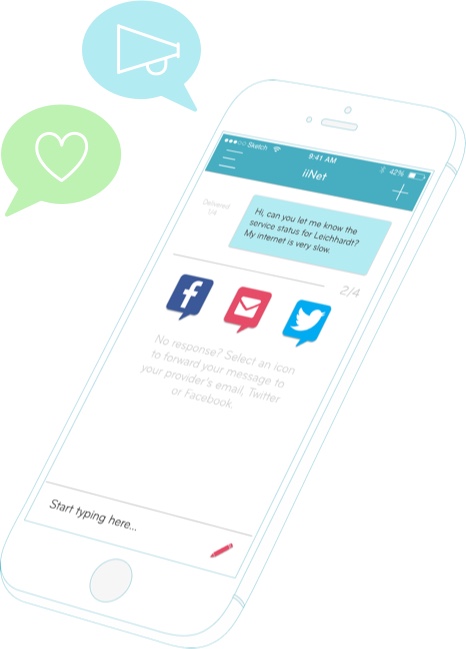 Sketch 9:41 AM 42%
iiNet
Delivered
1/4
Hi, can you let me know the
service status for Leichhardt?
My internet is very slow.
2/4
No response? Select an icon
to forward your message to
your provider's email, Twitter
or Facebook.
Start typing here...